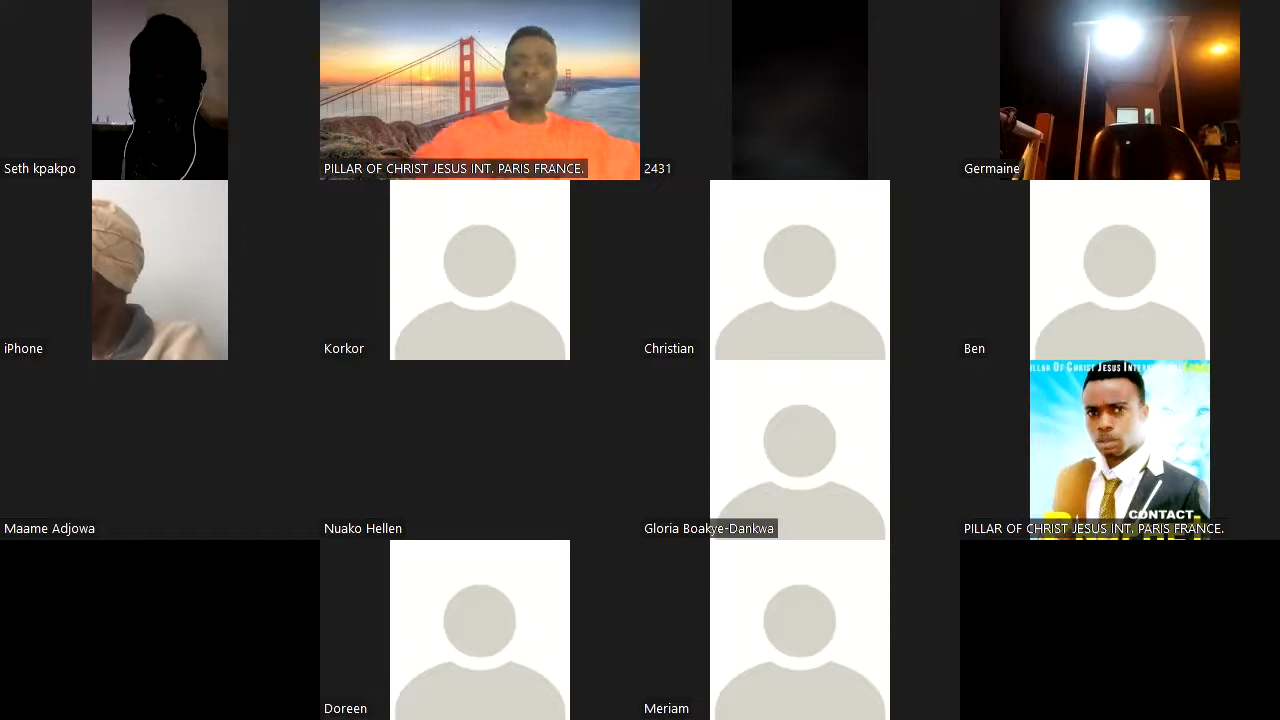 Seth kpakpo
PILLAR OF CHRIST JESUS INT. PARIS FRANCE.
2431
Germaine
iPhone
Korkor
Christian
Ben
Maame Adjowa
Nuako Hellen
Gloria Boakye-Dankwa
CONTACT
PILLAR OF CHRIST JESUS INT. PARIS FRANCE.
Doreen
Meriam